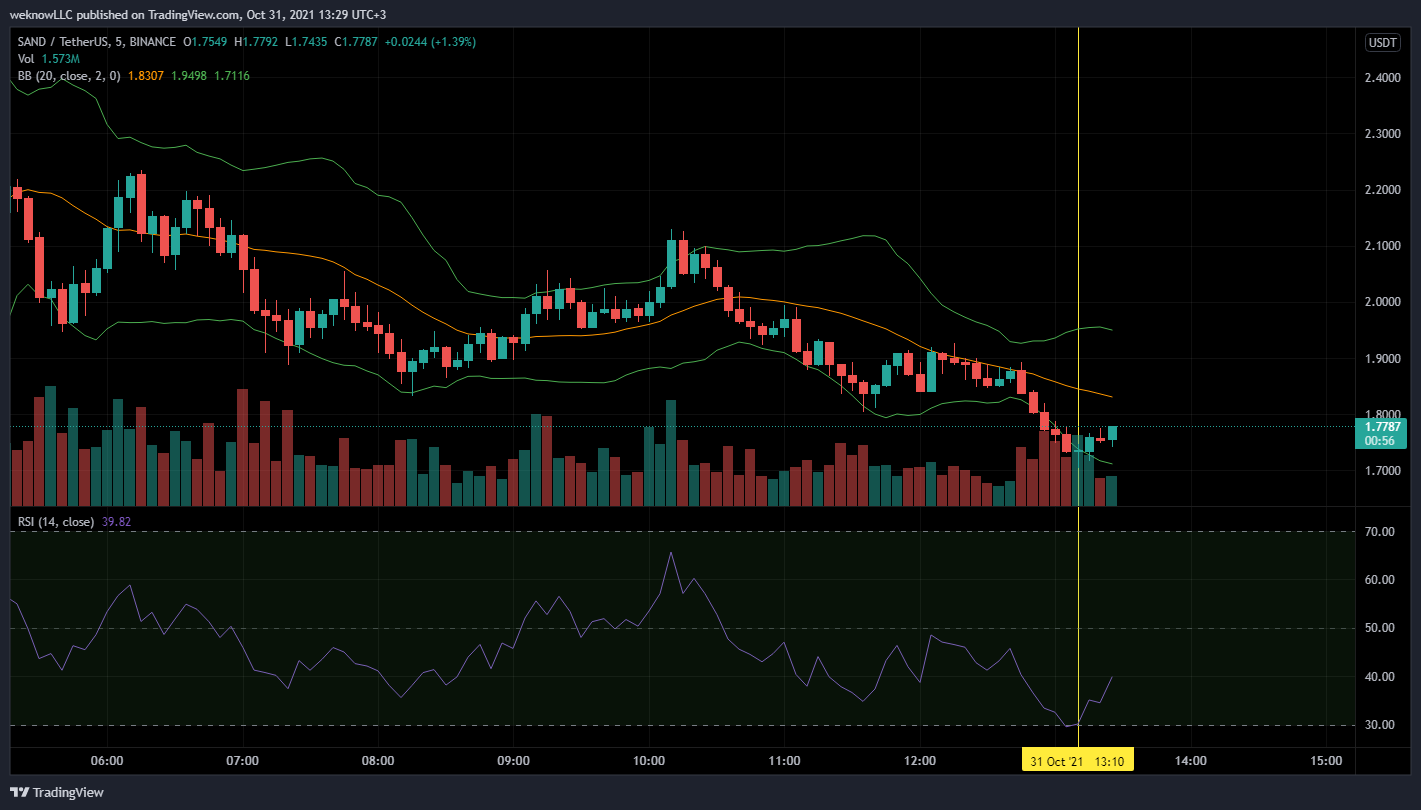 weknowLLC published on TradingView.com, Oct 31, 2021 13:29 UTC+3
SAND / TetherUS, 5, BINANCE O1.7549 H1.7792 L1.7435 C1.7787 +0.0244 (+1.39%)
USDT
Vol 1.573M
BB (20, close, 2, 0) 1.8307 1.9498 1.7116
2.4000
2.3000
2.2000
2.1000
2.0000
1.9000
1.8000
1.7787
00:56
1.7000
RSI (14, close) 39.82
70.00
60.00
50.00
40.00
30.00
06:00 07:00 08:00 09:00 10:00 11:00 12:00 31 Oct '21 13:10 14:00 15:00
TradingView